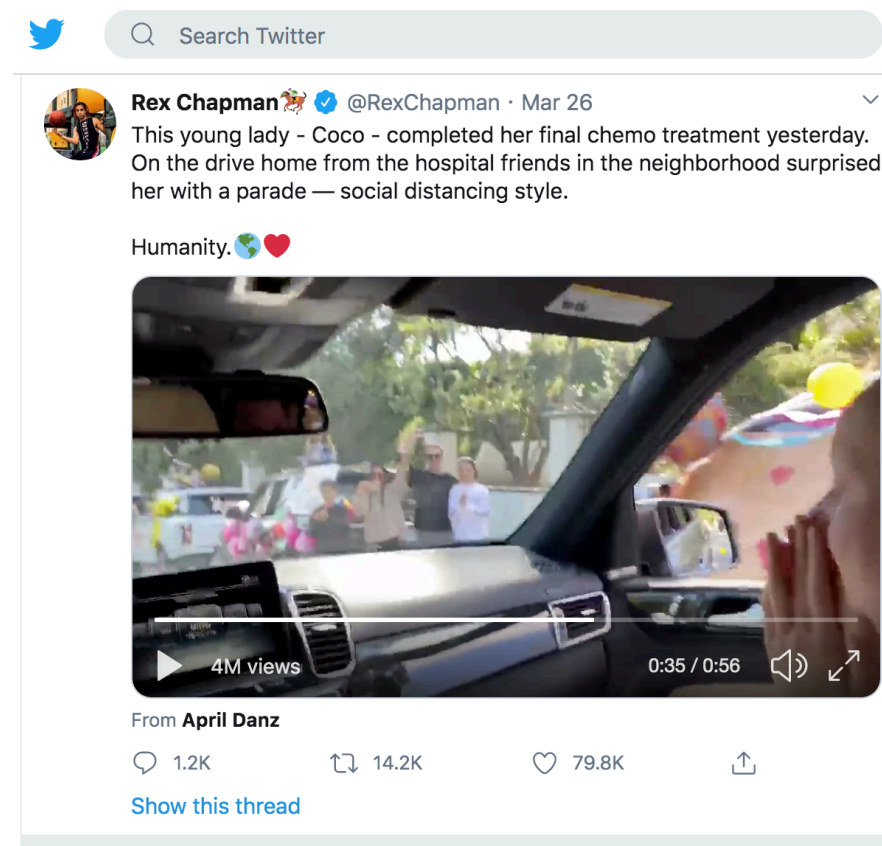 Search Twitter
Rex Chapman🏇 @RexChapman · Mar 26
This young lady - Coco - completed her final chemo treatment yesterday.
On the drive home from the hospital friends in the neighborhood surprised
her with a parade — social distancing style.
Humanity.🌎❤️
4M views
0:35 / 0:56
From April Danz
1.2K
14.2K
79.8K
Show this thread